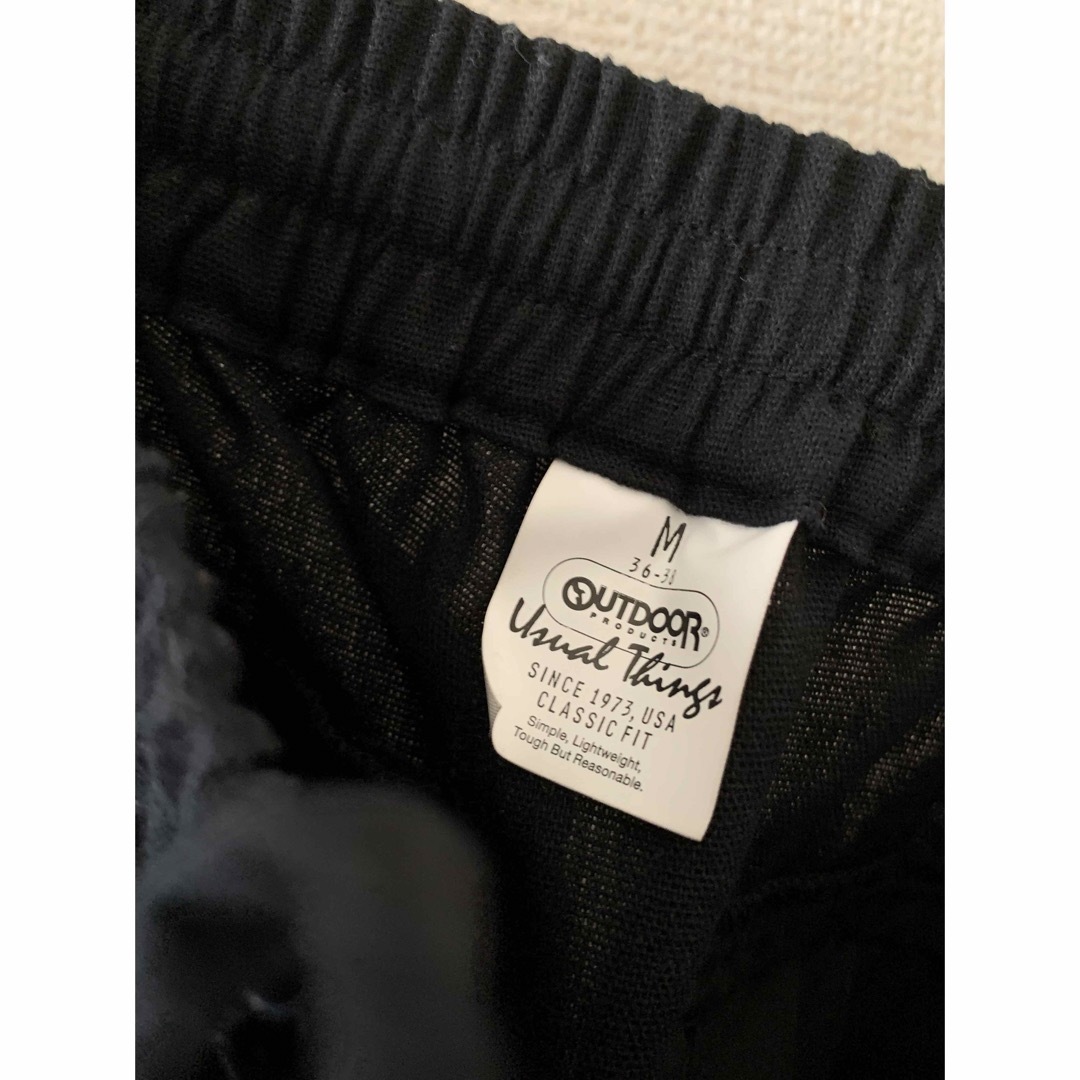 M
36-38
OUTDOOR®
PRODUCTS
Usual Things
SINCE 1973, USA
CLASSIC FIT
Simple, Lightweight,
Tough But Reasonable.